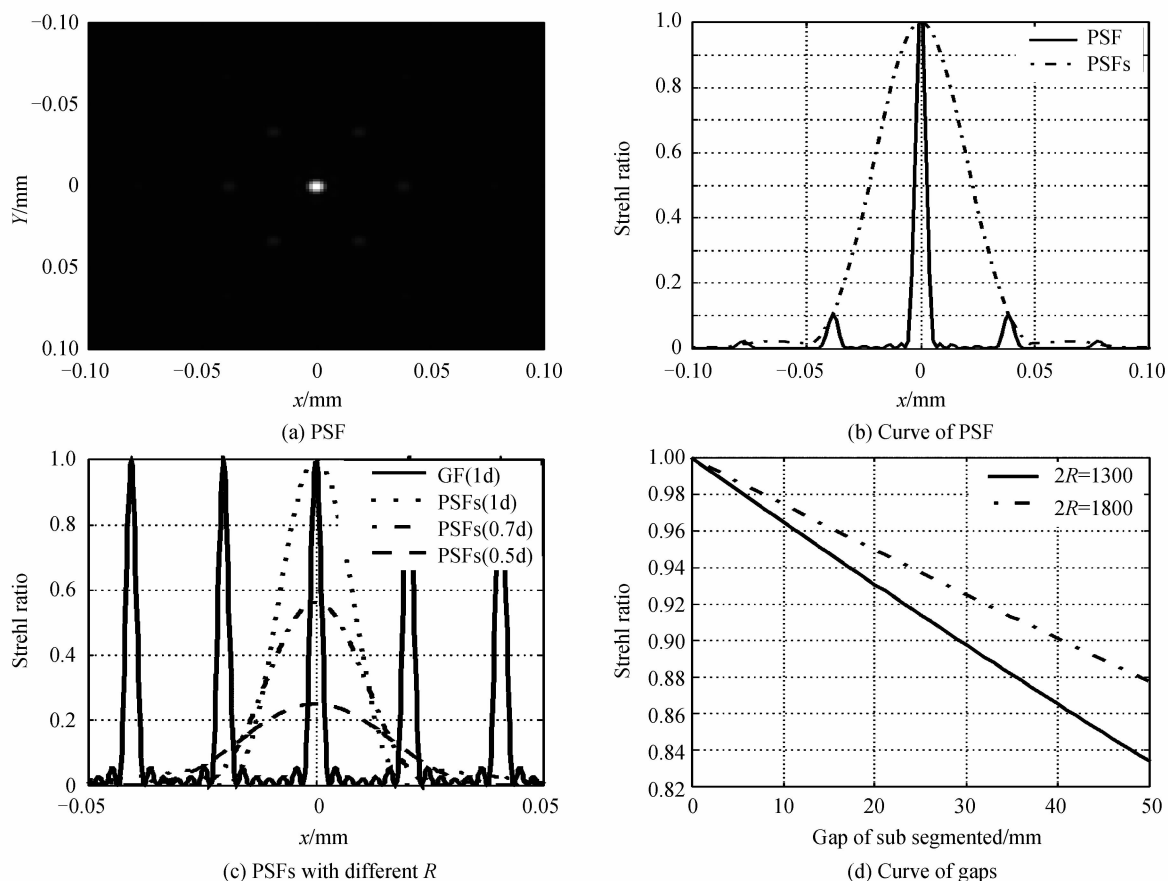 −0.10
−0.05
0
0.05
0.10
Y/mm
−0.10
−0.05
0
0.05
0.10
x/mm
(a) PSF
1.0
0.8
0.6
0.4
0.2
0
Strehl ratio
PSF
PSFs
−0.10
−0.05
0
0.05
0.10
x/mm
(b) Curve of PSF
1.0
0.8
0.6
0.4
0.2
0
Strehl ratio
GF(1d)
PSFs(1d)
PSFs(0.7d)
PSFs(0.5d)
−0.05
0
0.05
x/mm
(c) PSFs with different R
1.00
0.98
0.96
0.94
0.92
0.90
0.88
0.86
0.84
0.82
Strehl ratio
2R=1300
2R=1800
0
10
20
30
40
50
Gap of sub segmented/mm
(d) Curve of gaps